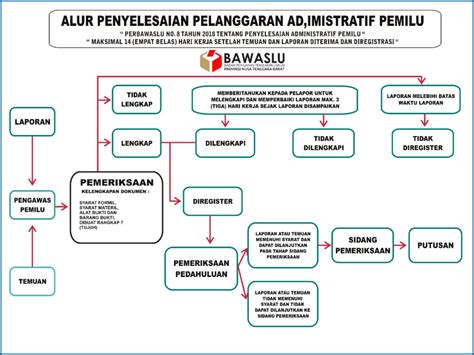 ALUR PENYELESAIAN PELANGGARAN AD,IMISTRATIF PEMILU
" PERBAWASLU NO.8 TAHUN 2018 TENTANG PENYELESAIAN ADMINISTRATIF PEMILU "
" MAKSIMAL 14 (EMPAT BELAS) HARI KERJA SETELAH TEMUAN DAN LAPORAN DITERIMA DAN DIREGISTRASI "
BAWASLU
BADAN PENGAWAS PEMILIHAN UMUM
PROVINSI NUSA TENGGARA BARAT
TIDAK
LENGKAP
MEMBERITAHUKAN KEPADA PELAPOR UNTUK
MELENGKAPI DAN MEMPERBAIKI LAPORAN MAK. 3
(TIGA) HARI KERJA SEJAK LAPORAN DISAMPAIKAN
LAPORAN MELEBIHI BATAS
WAKTU LAPORAN
LAPORAN
LENGKAP
DILENGKAPI
TIDAK
DILENGKAPI
TIDAK
DIREGISTER
PENGAWAS
PEMILU
PEMERIKSAAN
KELENGKAPAN DOKUMEN :
SYARAT FORMIL,
SYARAT MATERIL,
ALAT BUKTI DAN
BARANG BUKTI,
DIBUAT RANGKAP 7
(TUJUH)
DIREGISTER
TEMUAN
PEMERIKSAAN
PEDAHULUAN
LAPORAN ATAU TEMUAN
MEMENUHI SYARAT DAN
DAPAT DILANJUTKAN
PADA TAHAP SIDANG
PEMERIKSAAN
SIDANG
PEMERIKSAAN
PUTUSAN
LAPORAN ATAU TEMUAN
TIDAK MEMENUHI
SYARAT DAN TIDAK
DAPAT DILANJUTKAN KE
SIDANG PEMERIKSAAN